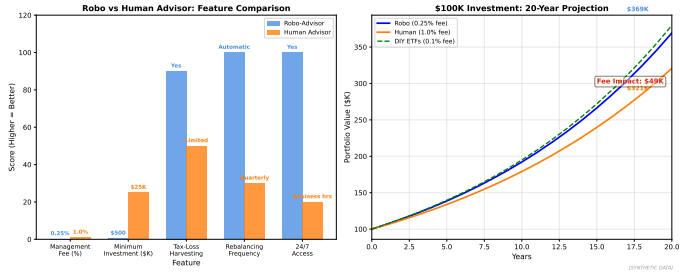 Robo vs Human Advisor: Feature Comparison
Score (Higher = Better)
120
100
80
60
40
20
0
Robo-Advisor
Human Advisor
0.25%
1.0%
$500
$25K
Yes
Limited
Automatic
Quarterly
Yes
Business hrs
Management
Fee (%)
Minimum
Investment ($K)
Tax-Loss
Harvesting
Rebalancing
Frequency
24/7
Access
Feature
$100K Investment: 20-Year Projection
$369K
Robo (0.25% fee)
Human (1.0% fee)
DIY ETFs (0.1% fee)
Fee Impact: $49K
$321K
Portfolio Value ($K)
350
300
250
200
150
100
0.0
2.5
5.0
7.5
10.0
12.5
15.0
17.5
20.0
Years
[SYNTHETIC DATA]